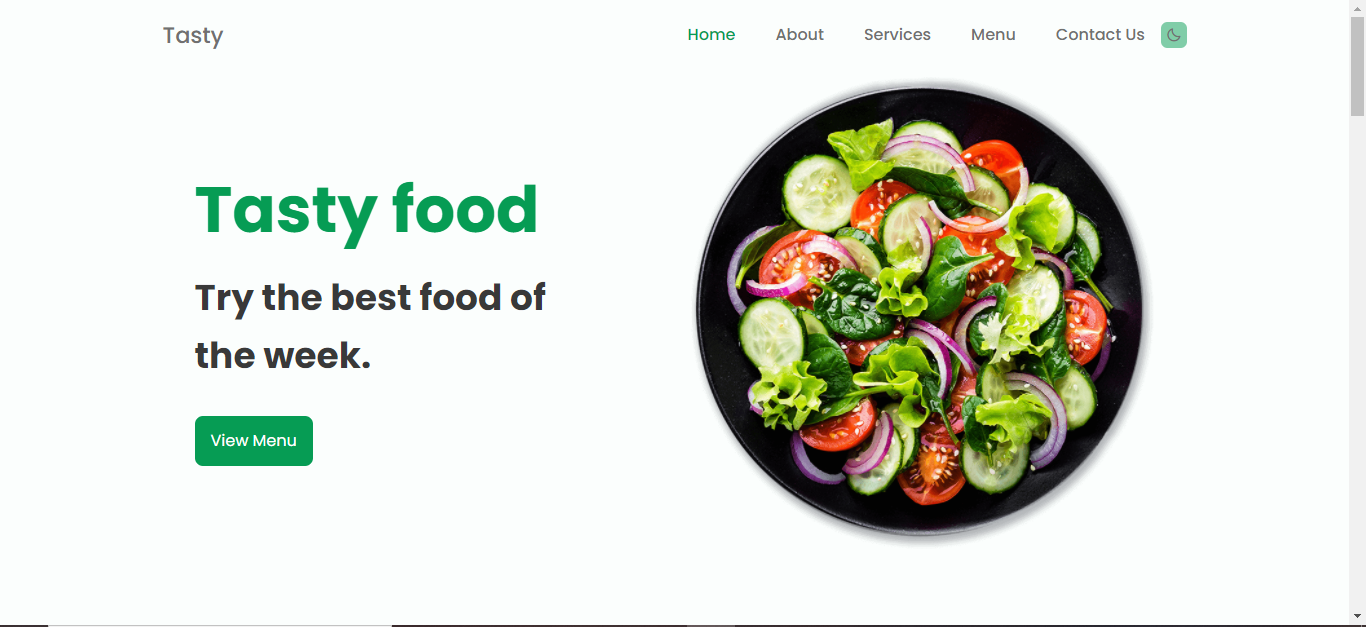 Tasty
Home About Services Menu Contact Us
Tasty food
Try the best food of
the week.
View Menu